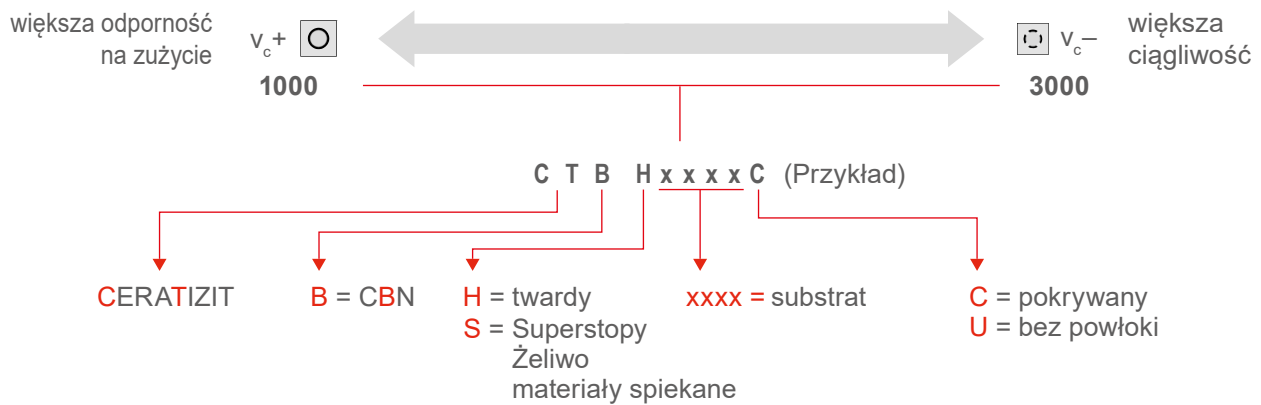 większa odporność
na zużycie
vc+
większa
ciągliwość
vc–
1000
3000
C T B H x x x x C (Przykład)
CERATIZIT
B = CBN
H = twardy
S = Superstopy
Żeliwo
materiały spiekane
xxxx = substrat
C = pokrywany
U = bez powłoki